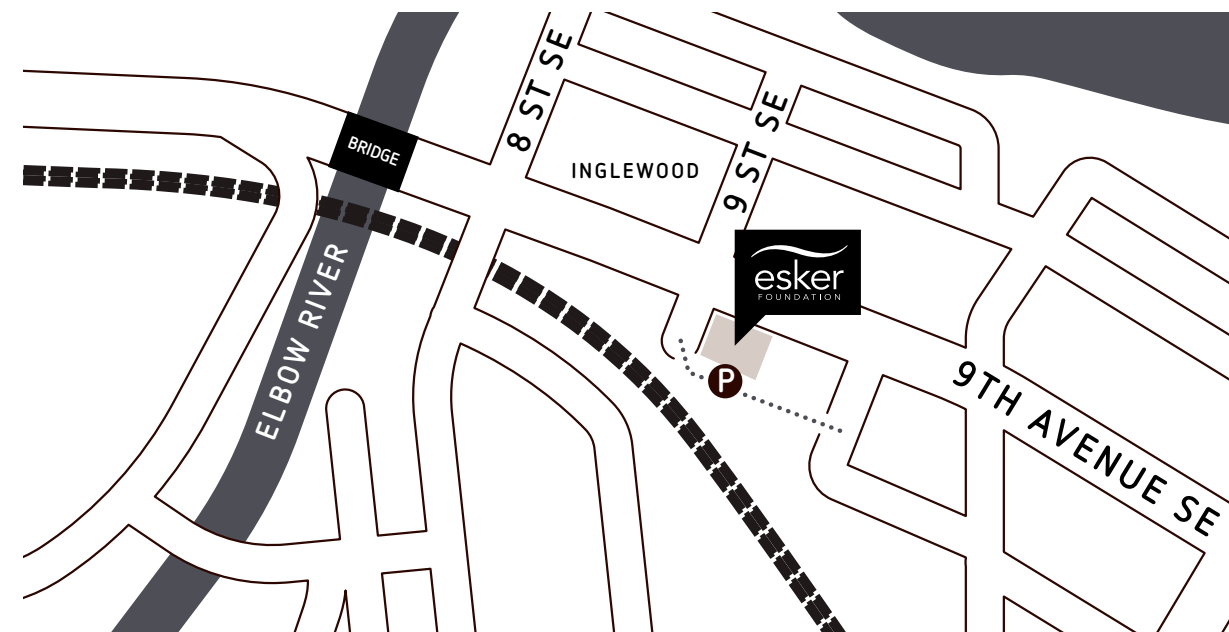 8 ST SE
BRIDGE
INGLEWOOD
9 ST SE
ELBOW RIVER
esker
FOUNDATION
P
9TH AVENUE SE